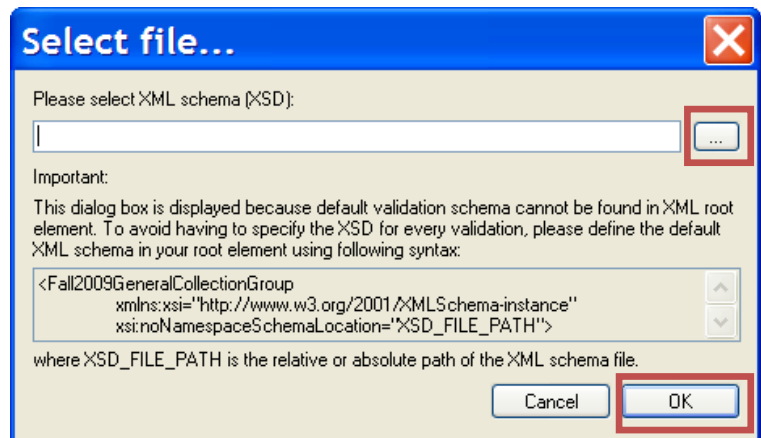 Select file...
Please select XML schema (XSD):
...
Important:
This dialog box is displayed because default validation schema cannot be found in XML root
element. To avoid having to specify the XSD for every validation, please define the default
XML schema in your root element using following syntax:
<Fall2009GeneralCollectionGroup
xmlns:xsi="http://www.w3.org/2001/XMLSchema-instance"
xsi:noNamespaceSchemaLocation="XSD_FILE_PATH">
where XSD_FILE_PATH is the relative or absolute path of the XML schema file.
Cancel OK